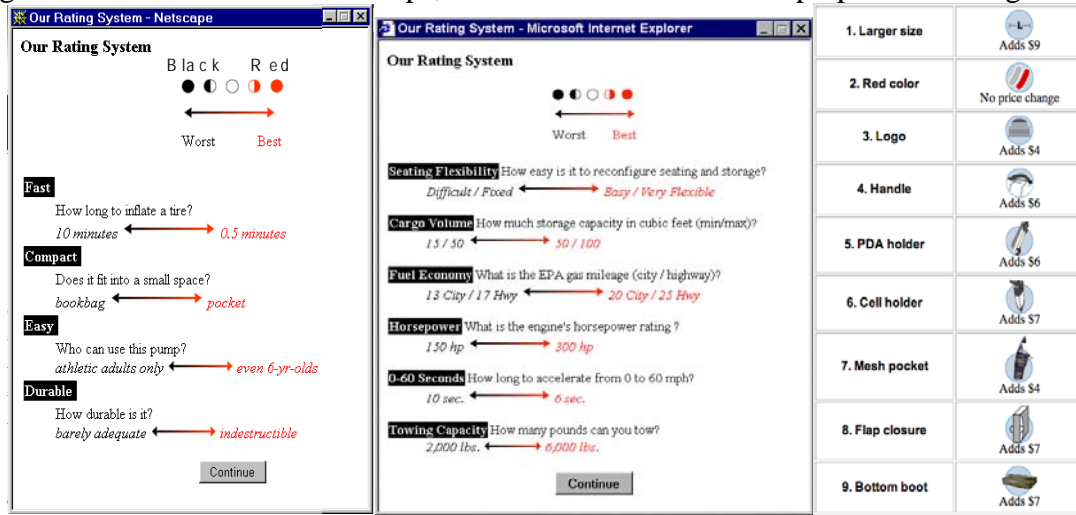 Our Rating System - Netscape
Our Rating System
Black Red
Worst Best
Fast
How long to inflate a tire?
10 minutes 0.5 minutes
Compact
Does it fit into a small space?
bookbag pocket
Easy
Who can use this pump?
athletic adults only even 6-yr-olds
Durable
How durable is it?
barely adequate indestructible
Continue
Our Rating System - Microsoft Internet Explorer
Our Rating System
Worst Best
Seating Flexibility How easy is it to reconfigure seating and storage?
Difficult / Fixed Easy / Very Flexible
Cargo Volume How much storage capacity in cubic feet (min/max)?
15 / 50 50 / 100
Fuel Economy What is the EPA gas mileage (city / highway)?
13 City / 17 Hwy 20 City / 25 Hwy
Horsepower What is the engine's horsepower rating ?
150 hp 300 hp
0-60 Seconds How long to accelerate from 0 to 60 mph?
10 sec. 6 sec.
Towing Capacity How many pounds can you tow?
2,000 lbs. 6,000 lbs.
Continue
1. Larger size
L
Adds $9
2. Red color
No price change
3. Logo
Adds $4
4. Handle
Adds $6
5. PDA holder
Adds $6
6. Cell holder
Adds $7
7. Mesh pocket
Adds $4
8. Flap closure
Adds $7
9. Bottom boot
Adds $7